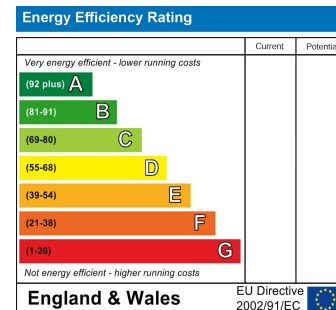 Energy Efficiency Rating
Current Potentia
Very energy efficient - lower running costs
(92 plus) A
(81-91) B
(69-80) C
(55-68) D
(39-54) E
(21-38) F
(1-20) G
Not energy efficient - higher running costs
England & Wales
EU Directive
2002/91/EC